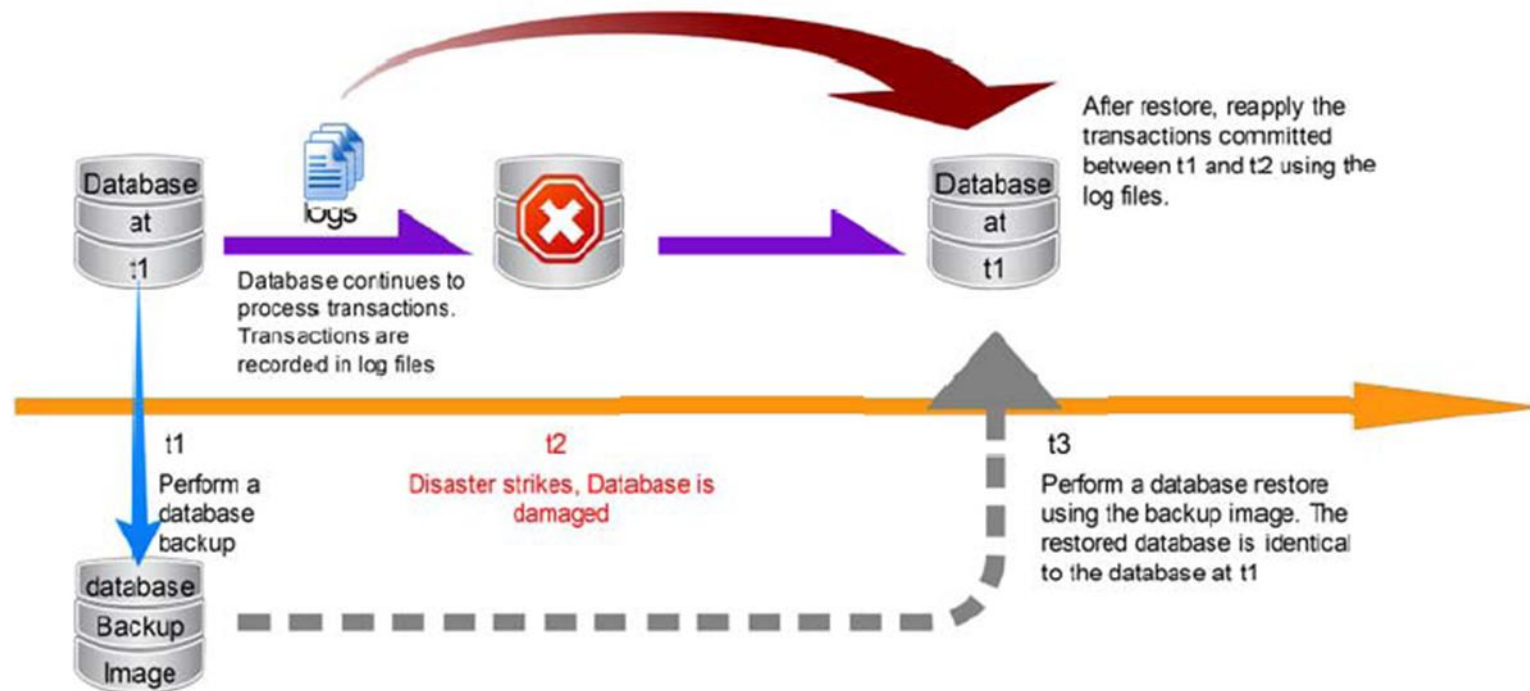 After restore, reapply the
transactions committed
between t1 and t2 using the
log files.
Database
at
t1
logs
Database
at
t1
Database continues to
process transactions.
Transactions are
recorded in log files
t1
Perform a
database
backup
t2
Disaster strikes, Database is
damaged
t3
Perform a database restore
using the backup image. The
restored database is identical
to the database at t1
database
Backup
Image